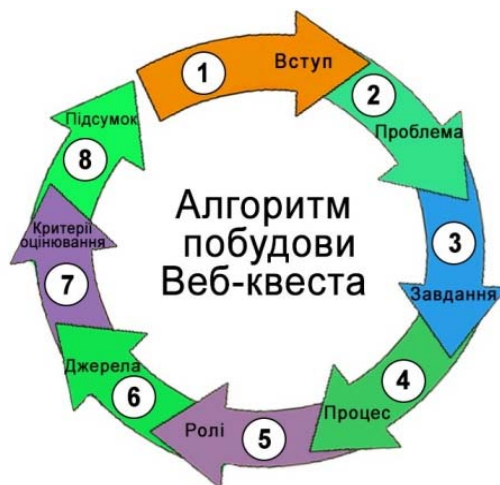 Алгоритм
побудови
Веб-квеста
1
Вступ
2
Проблема
3
Завдання
4
Процес
5
Ролі
6
Джерела
7
Критерії
оцінювання
8
Підсумок